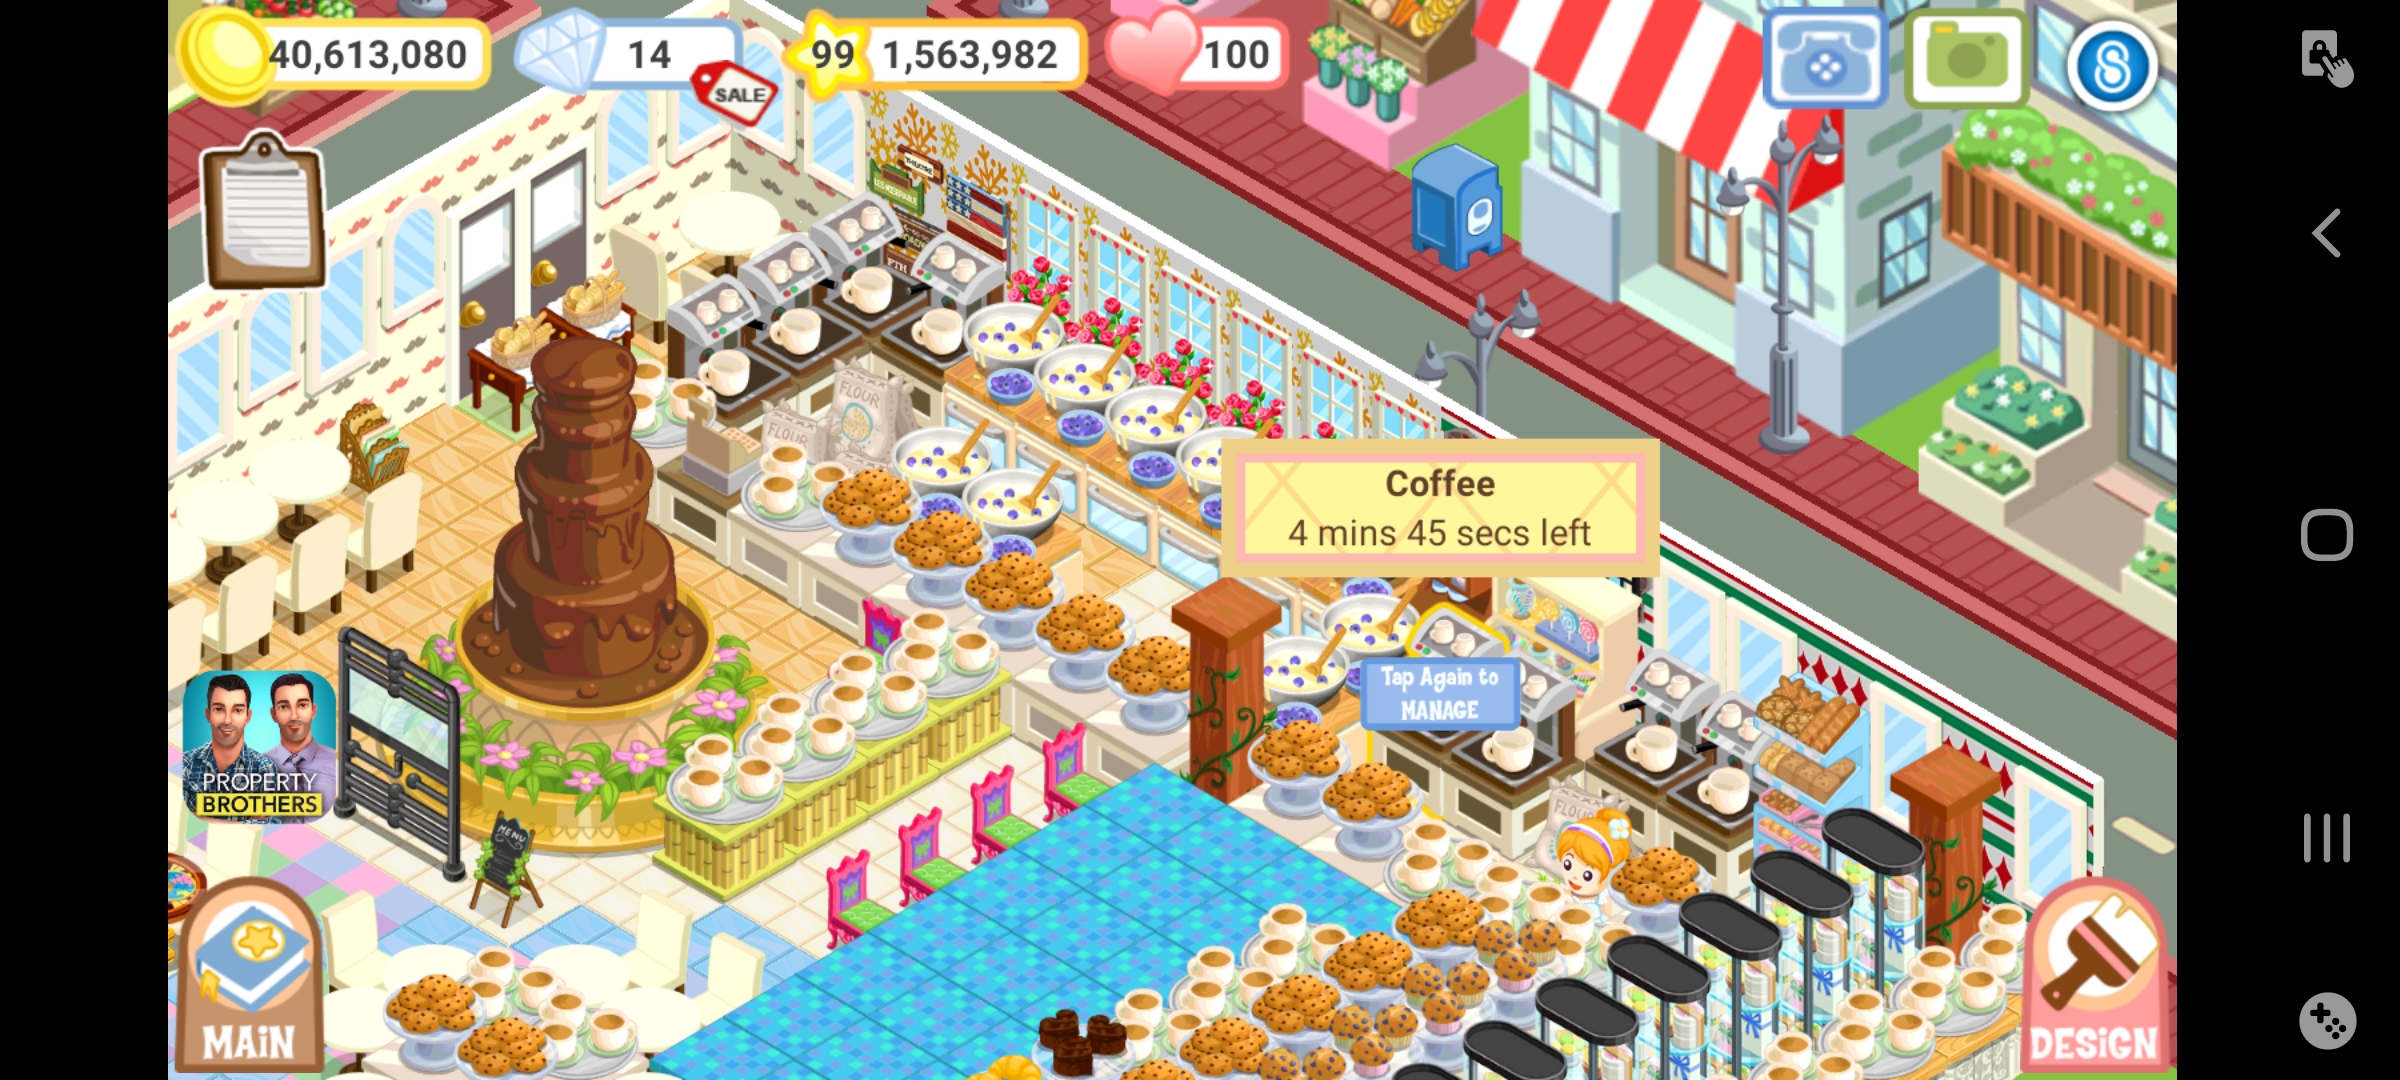 40,613,080
14
SALE
99
1,563,982
100
FLOUR
FLOUR
Coffee
4 mins 45 secs left
Tap Again to
MANAGE
FLOUR
PROPERTY
BROTHERS
MENU
MAiN
DESiGN